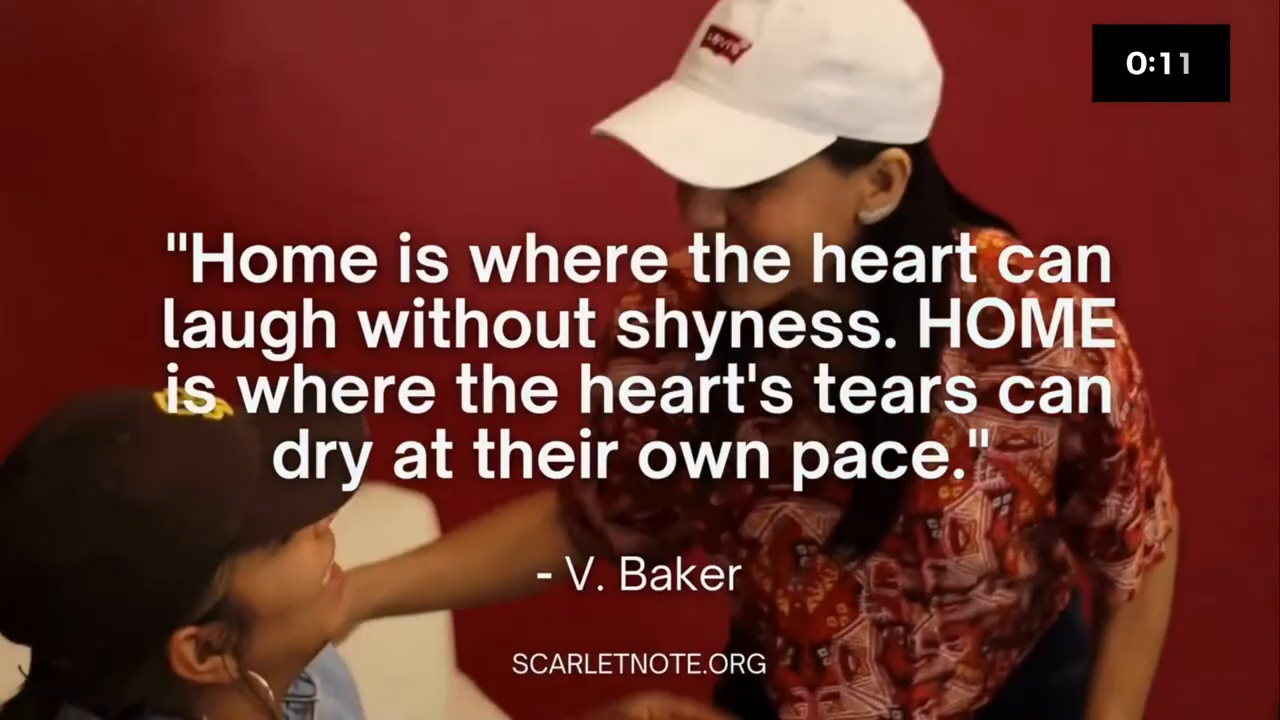 LEVI'S
0:11
"Home is where the heart can
laugh without shyness. HOME
is where the heart's tears can
dry at their own pace."
- V. Baker
SCARLETNOTE.ORG